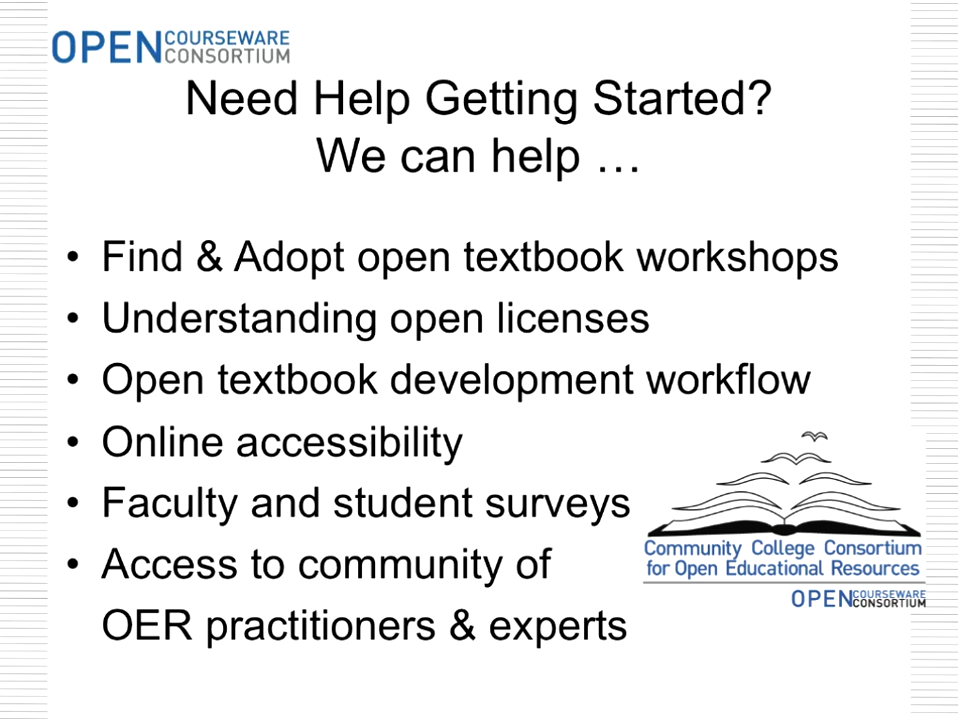 OPEN COURSEWARE CONSORTIUM
Need Help Getting Started?
We can help …
• Find & Adopt open textbook workshops
• Understanding open licenses
• Open textbook development workflow
• Online accessibility
• Faculty and student surveys
• Access to community of
OER practitioners & experts
Community College Consortium
for Open Educational Resources
OPEN COURSEWARE CONSORTIUM